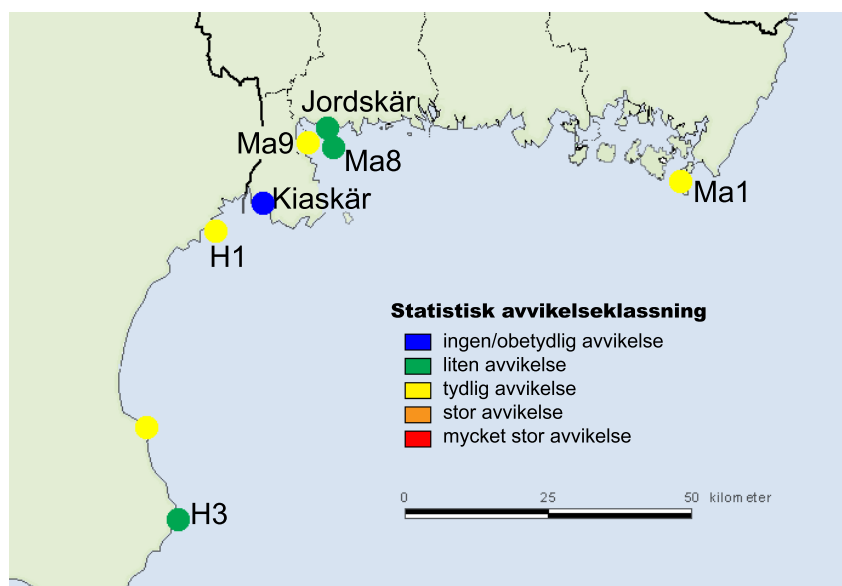 Jordskär
Ma9
Ma8
Kiaskär
Ma1
H1
Statistisk avvikelseklassning
ingen/obetydlig avvikelse
liten avvikelse
tydlig avvikelse
stor avvikelse
mycket stor avvikelse
0 25 50 kilometer
H3